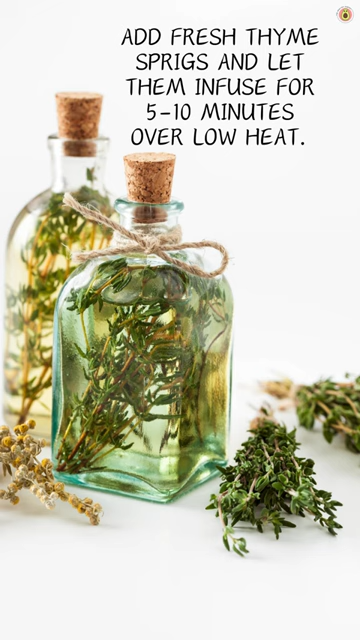 ADD FRESH THYME
SPRIGS AND LET
THEM INFUSE FOR
5-10 MINUTES
OVER LOW HEAT.